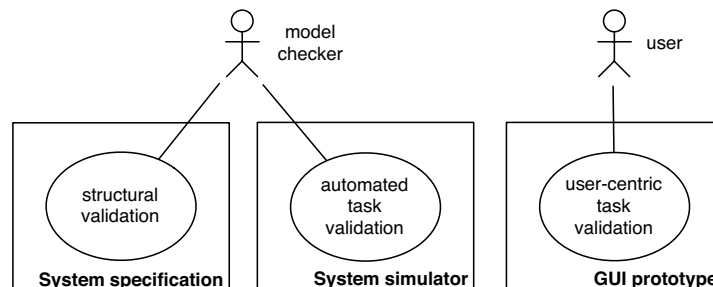 model
checker
user
structural
validation
automated
task
validation
user-centric
task
validation
System specification
System simulator
GUI prototype